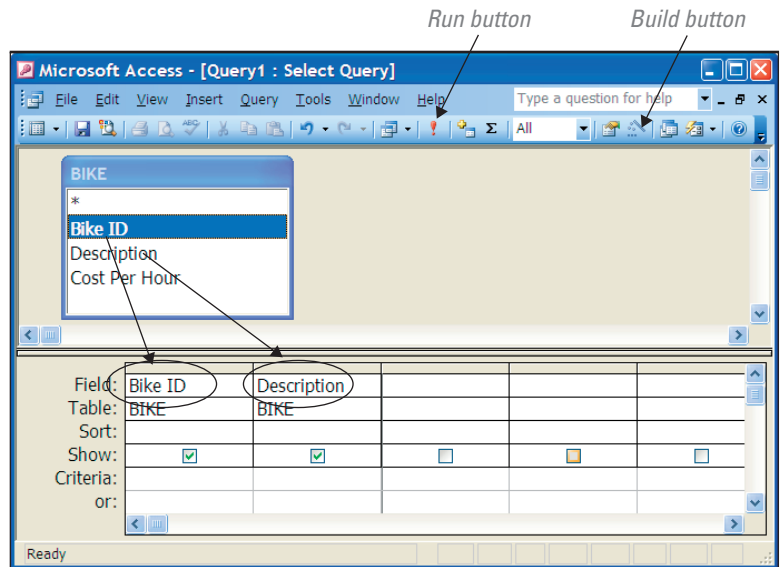 Run button Build button
Microsoft Access - [Query1 : Select Query]
File Edit View Insert Query Tools Window Help Type a question for help
ABC Σ All
BIKE
*
Bike ID
Description
Cost Per Hour
Field: Bike ID Description
Table: BIKE BIKE
Sort:
Show:
Criteria:
or:
Ready